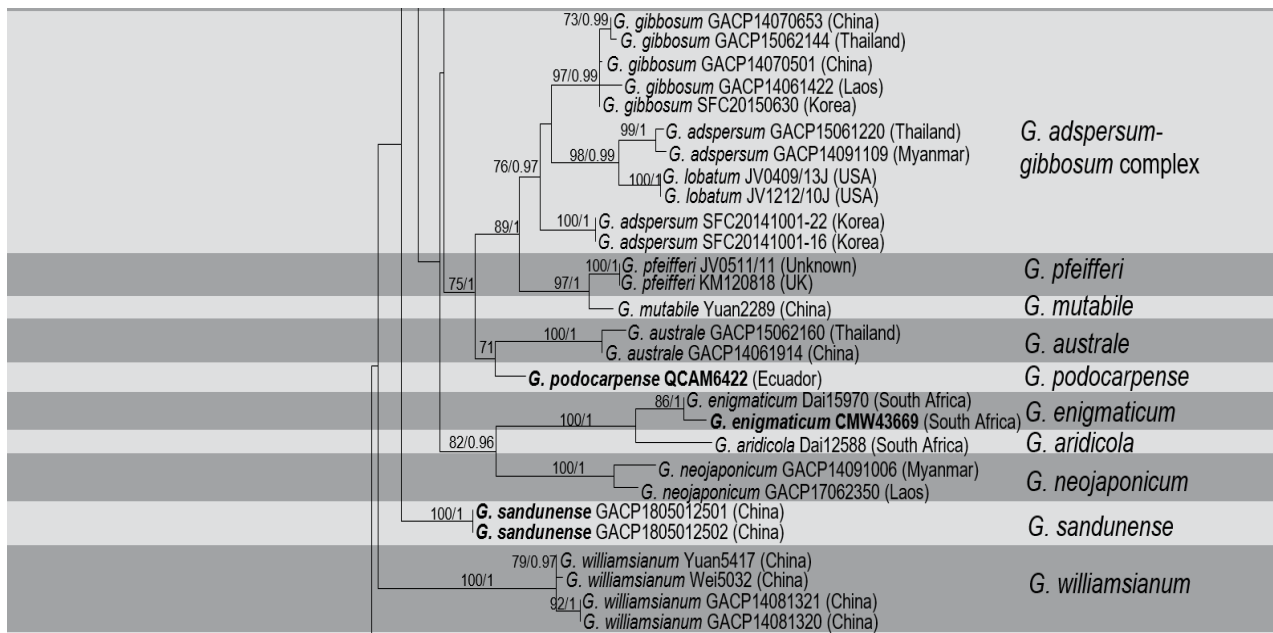 73/0.99
G. gibbosum GACP14070653 (China)
G. gibbosum GACP15062144 (Thailand)
G. gibbosum GACP14070501 (China)
97/0.99
G. gibbosum GACP14061422 (Laos)
G. gibbosum SFC20150630 (Korea)
99/1
G. adspersum GACP15061220 (Thailand)
G. adspersum-
gibbosum complex
98/0.99
G. adspersum GACP14091109 (Myanmar)
76/0.97
100/1
G. lobatum JV0409/13J (USA)
G. lobatum JV1212/10J (USA)
100/1
G. adspersum SFC20141001-22 (Korea)
89/1
G. adspersum SFC20141001-16 (Korea)
100/1
G. pfeifferi JV0511/11 (Unknown)
G. pfeifferi
75/1
97/1
G. pfeifferi KM120818 (UK)
G. mutabile Yuan2289 (China)
G. mutabile
100/1
G. australe GACP15062160 (Thailand)
G. australe
71
G. australe GACP14061914 (China)
G. podocarpense QCAM6422 (Ecuador)
G. podocarpense
86/1
G. enigmaticum Dai15970 (South Africa)
100/1
G. enigmaticum CMW43669 (South Africa)
G. enigmaticum
82/0.96
G. aridicola Dai12588 (South Africa)
G. aridicola
100/1
G. neojaponicum GACP14091006 (Myanmar)
G. neojaponicum
G. neojaponicum GACP17062350 (Laos)
100/1
G. sandunense GACP1805012501 (China)
G. sandunense
G. sandunense GACP1805012502 (China)
79/0.97
G. williamsianum Yuan5417 (China)
100/1
G. williamsianum Wei5032 (China)
G. williamsianum
92/1
G. williamsianum GACP14081321 (China)
G. williamsianum GACP14081320 (China)